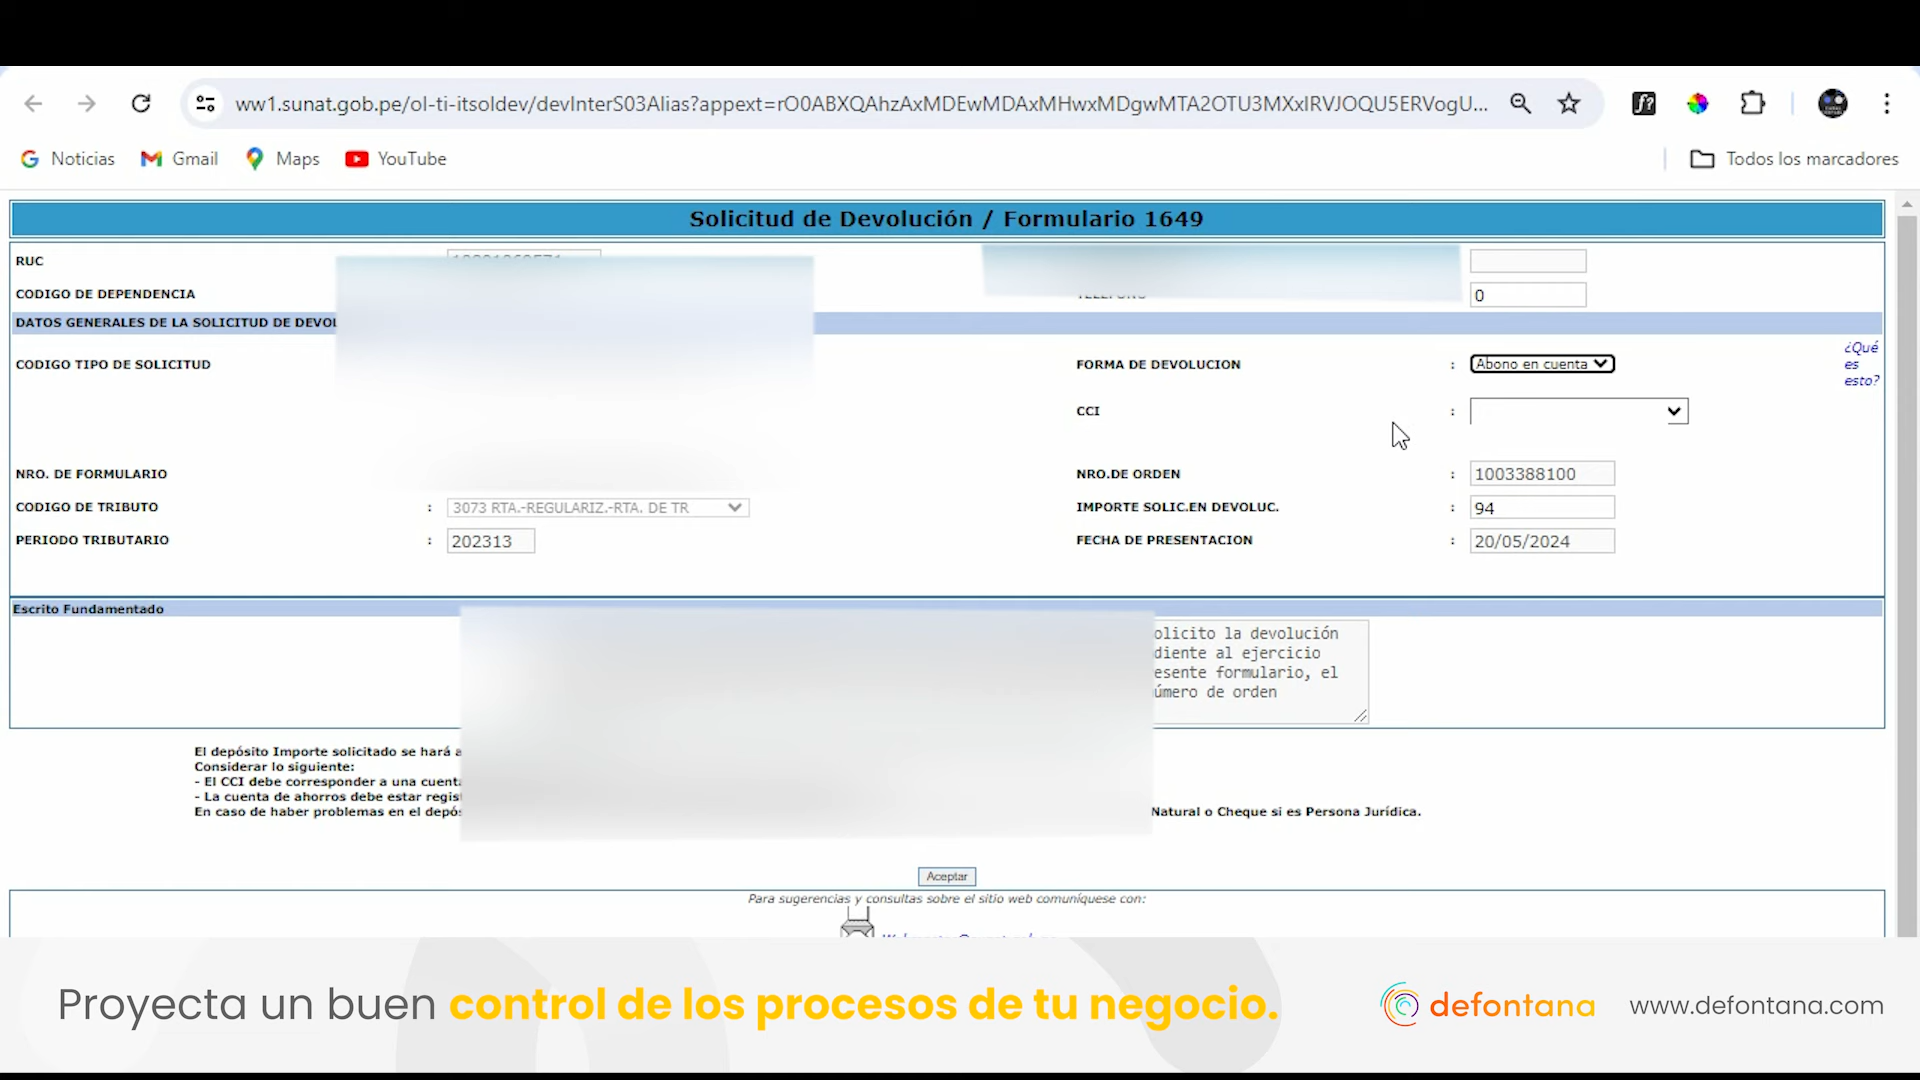 ww1.sunat.gob.pe/ol-ti-itsoldev/devInterS03Alias?appext=rO0ABXQAhzAxMDEwMDAxMHwxMDgwMTA2OTU3MXxIRVJOQU5ERVogU...
Noticias
Gmail
Maps
YouTube
Todos los marcadores
Solicitud de Devolución / Formulario 1649
RUC
CODIGO DE DEPENDENCIA
0
DATOS GENERALES DE LA SOLICITUD DE
CODIGO TIPO DE SOLICITUD
FORMA DE DEVOLUCION : Abono en cuenta
¿Qué es esto?
CCI :
NRO. DE FORMULARIO
NRO.DE ORDEN : 1003388100
CODIGO DE TRIBUTO : 3073 RTA.-REGULARIZ.-RTA. DE TR
IMPORTE SOLIC.EN DEVOLUC. : 94
PERIODO TRIBUTARIO : 202313
FECHA DE PRESENTACION : 20/05/2024
Escrito Fundamentado
olicito la devolución
diente al ejercicio
esente formulario, el
úmero de orden
El depósito Importe solicitado se hará a
Considerar lo siguiente:
- El CCI debe corresponder a una cuent
- La cuenta de ahorros debe estar regis
En caso de haber problemas en el depós
Natural o Cheque si es Persona Jurídica.
Aceptar
Para sugerencias y consultas sobre el sitio web comuníquese con:
Proyecta un buen control de los procesos de tu negocio.
defontana
www.defontana.com